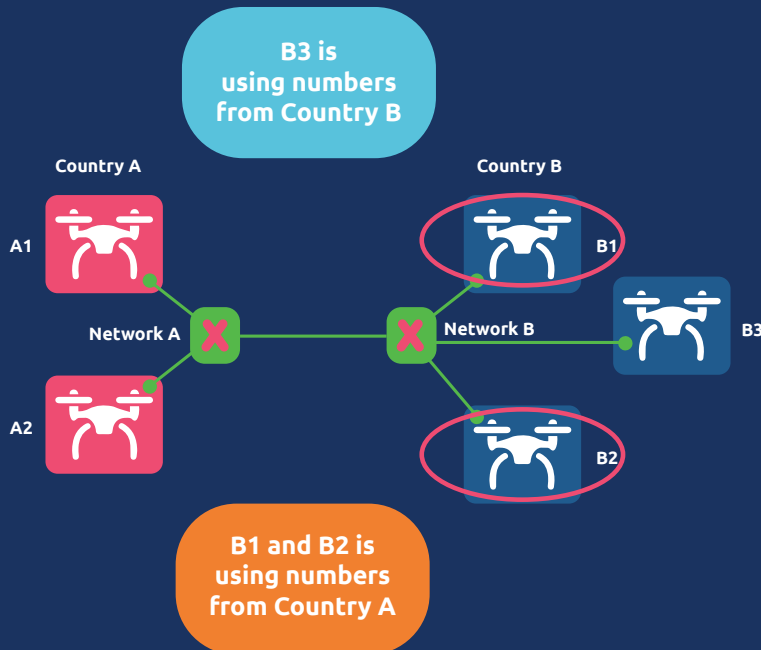 B3 is
using numbers
from Country B
Country A
Country B
A1
B1
Network A
Network B
B3
A2
B2
B1 and B2 is
using numbers
from Country A